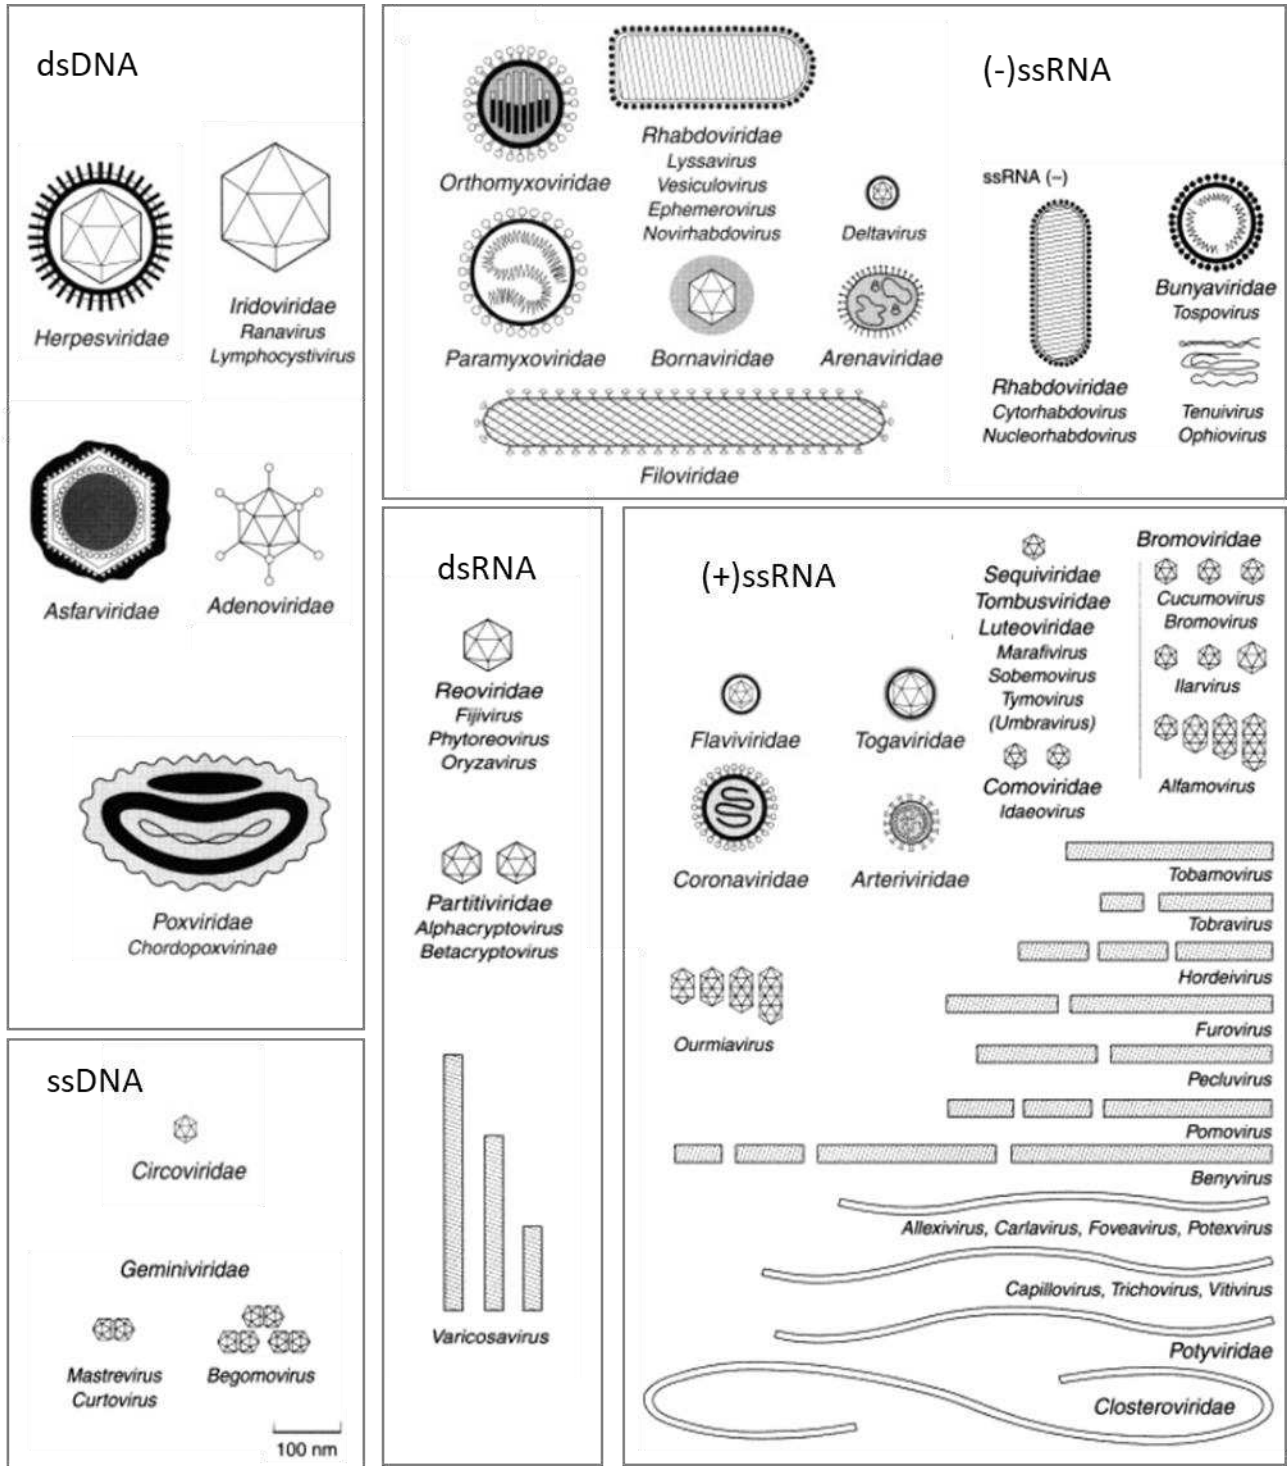 dsDNA
Herpesviridae
Iridoviridae
Ranavirus
Lymphocystivirus
Asfarviridae
Adenoviridae
Poxviridae
Chordopoxvirinae
ssDNA
Circoviridae
Geminiviridae
Mastrevirus
Curtovirus
Begomovirus
100 nm
(-)ssRNA
Orthomyxoviridae
Rhabdoviridae
Lyssavirus
Vesiculovirus
Ephemerovirus
Novirhabdovirus
Deltavirus
Paramyxoviridae
Bornaviridae
Arenaviridae
Filoviridae
ssRNA (–)
Rhabdoviridae
Cytorhabdovirus
Nucleorhabdovirus
Bunyaviridae
Tospovirus
Tenuivirus
Ophiovirus
dsRNA
Reoviridae
Fijivirus
Phytoreovirus
Oryzavirus
Partitiviridae
Alphacryptovirus
Betacryptovirus
Varicosavirus
(+)ssRNA
Flaviviridae
Togaviridae
Coronaviridae
Arteriviridae
Ourmiavirus
Sequiviridae
Tombusviridae
Luteoviridae
Marafivirus
Sobemovirus
Tymovirus
(Umbravirus)
Comoviridae
Idaeovirus
Bromoviridae
Cucumovirus
Bromovirus
Ilarvirus
Alfamovirus
Tobamovirus
Tobravirus
Hordeivirus
Furovirus
Pecluvirus
Pomovirus
Benyvirus
Allexivirus, Carlavirus, Foveavirus, Potexvirus
Capillovirus, Trichovirus, Vitivirus
Potyviridae
Closteroviridae